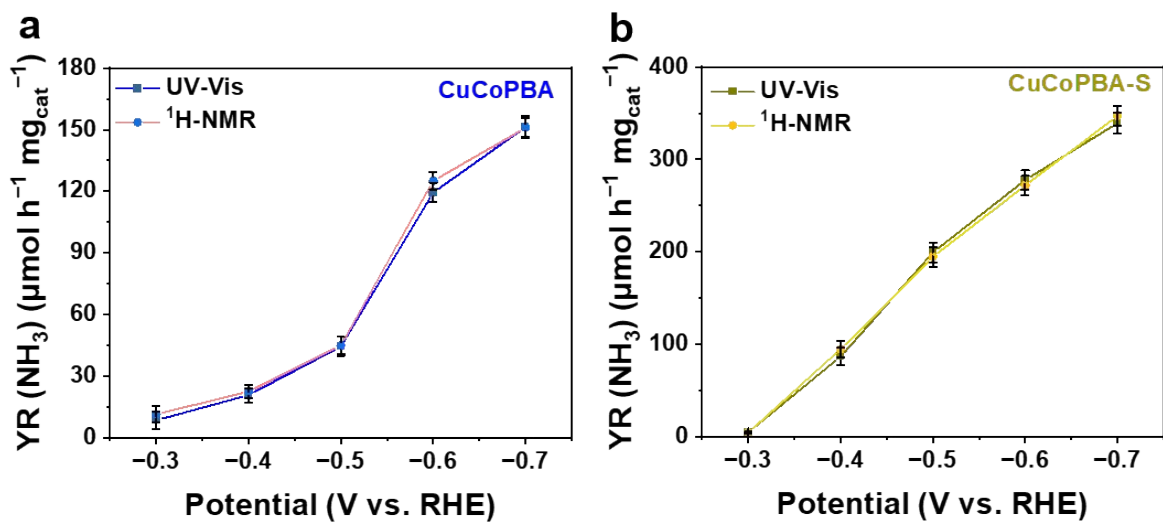 a
YR (NH₃) (μmol h⁻¹ mg_cat⁻¹)
180
150
120
90
60
30
0
UV-Vis
¹H-NMR
CuCoPBA
−0.3 −0.4 −0.5 −0.6 −0.7
Potential (V vs. RHE)
b
YR (NH₃) (μmol h⁻¹ mg_cat⁻¹)
400
300
200
100
0
UV-Vis
¹H-NMR
CuCoPBA-S
−0.3 −0.4 −0.5 −0.6 −0.7
Potential (V vs. RHE)